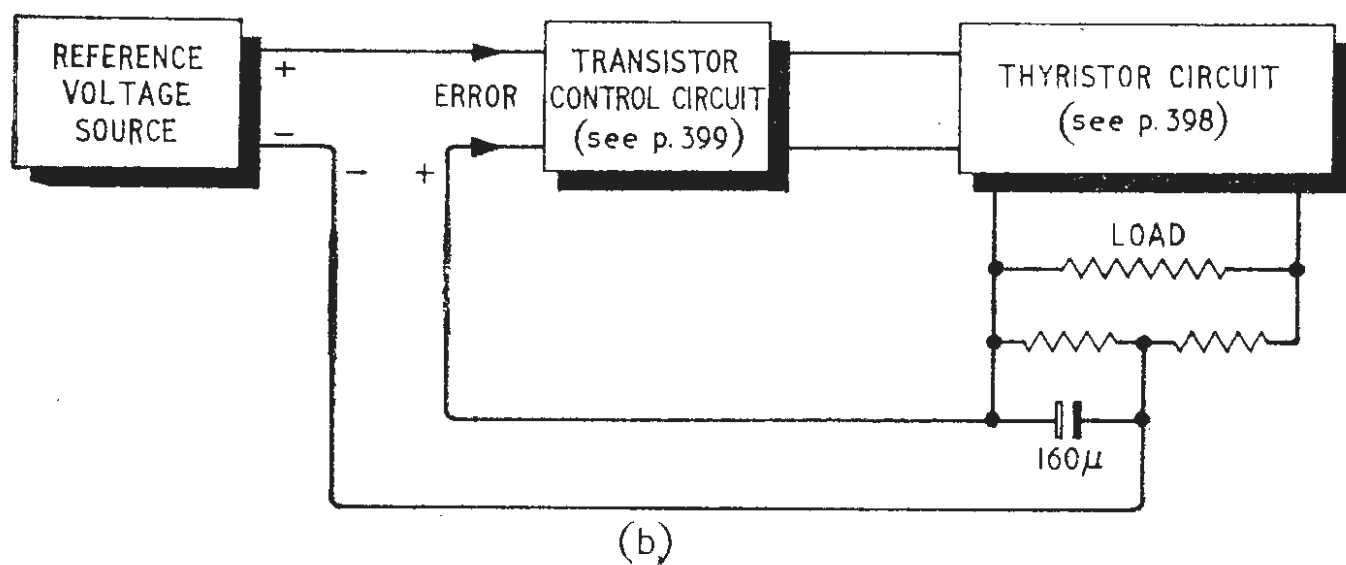 REFERENCE
VOLTAGE
SOURCE
+
-
ERROR
- +
TRANSISTOR
CONTROL CIRCUIT
(see p. 399)
THYRISTOR CIRCUIT
(see p. 398)
LOAD
160μ
(b)